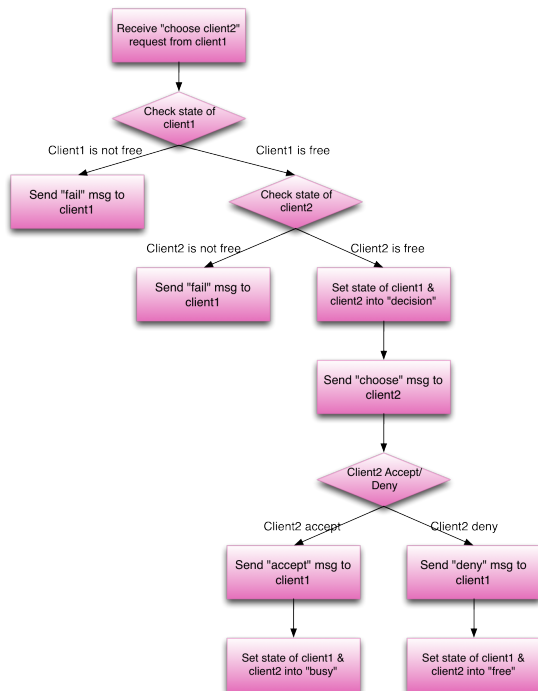 Receive "choose client2"
request from client1
Check state of
client1
Client1 is not free
Client1 is free
Send "fail" msg to
client1
Check state of
client2
Client2 is not free
Client2 is free
Send "fail" msg to
client1
Set state of client1 &
client2 into "decision"
Send "choose" msg to
client2
Client2 Accept/
Deny
Client2 accept
Client2 deny
Send "accept" msg to
client1
Send "deny" msg to
client1
Set state of client1 &
client2 into "busy"
Set state of client1 &
client2 into "free"